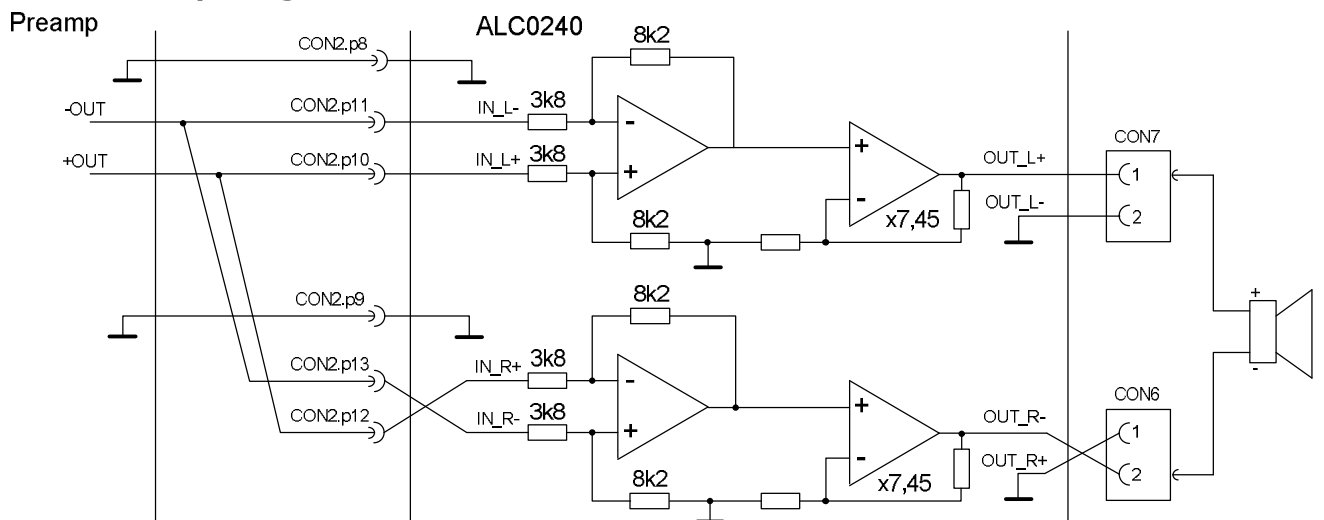 Preamp
ALC0240
CON2.p8
8k2
-OUT
CON2.p11
IN_L-
3k8
+OUT
CON2.p10
IN_L+
3k8
-
+
8k2
+
-
x7,45
OUT_L+
OUT_L-
CON7
1
2
CON2.p9
8k2
CON2.p13
IN_R+
3k8
CON2.p12
IN_R-
3k8
-
+
8k2
+
-
x7,45
OUT_R-
OUT_R+
CON6
1
2
+
-